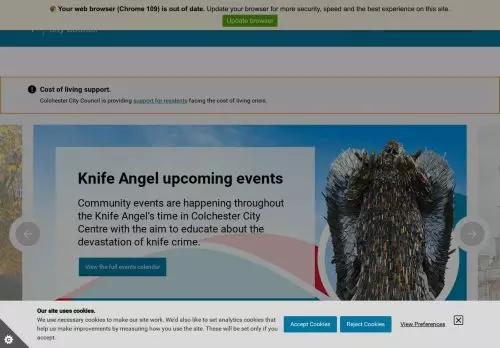 Your web browser (Chrome 109) is out of date. Update your browser for more security, speed and the best experience on this site.
Update browser
Cost of living support.
Colchester City Council is providing support for residents facing the cost of living crisis.
Knife Angel upcoming events
Community events are happening throughout
the Knife Angel's time in Colchester City
Centre with the aim to educate about the
devastation of knife crime.
View the full events calendar
Our site uses cookies.
We use necessary cookies to make our site work. We'd also like to set analytics cookies that
help us make improvements by measuring how you use the site. These will be set only if you
accept.
Accept Cookies
Reject Cookies
View Preferences